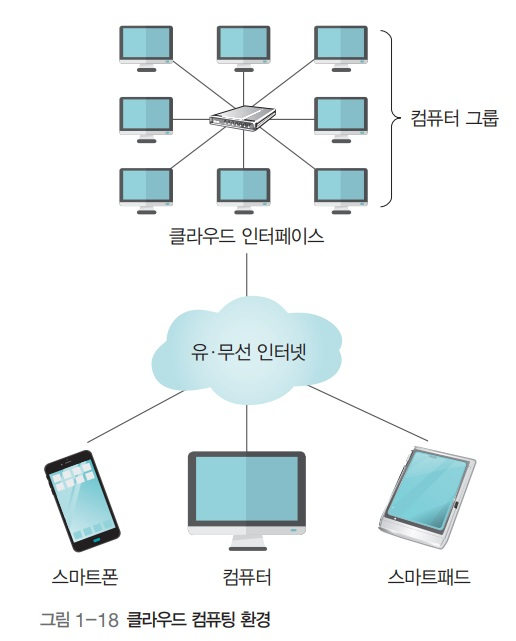 컴퓨터 그룹
클라우드 인터페이스
유·무선 인터넷
스마트폰
컴퓨터
스마트패드
그림 1-18 클라우드 컴퓨팅 환경